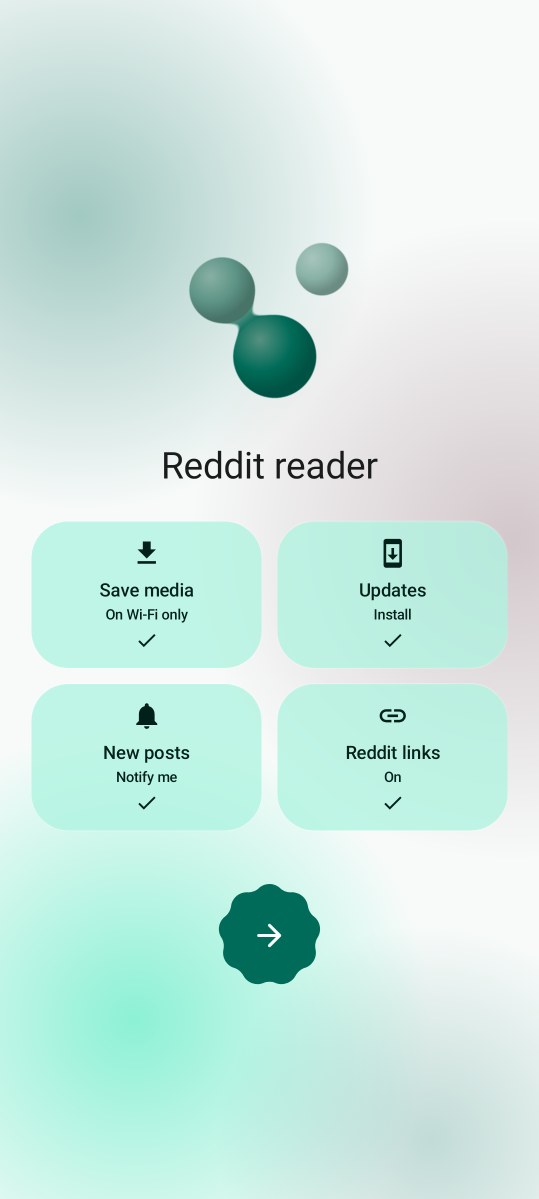 Reddit reader
Save media
On Wi-Fi only
Updates
Install
New posts
Notify me
Reddit links
On